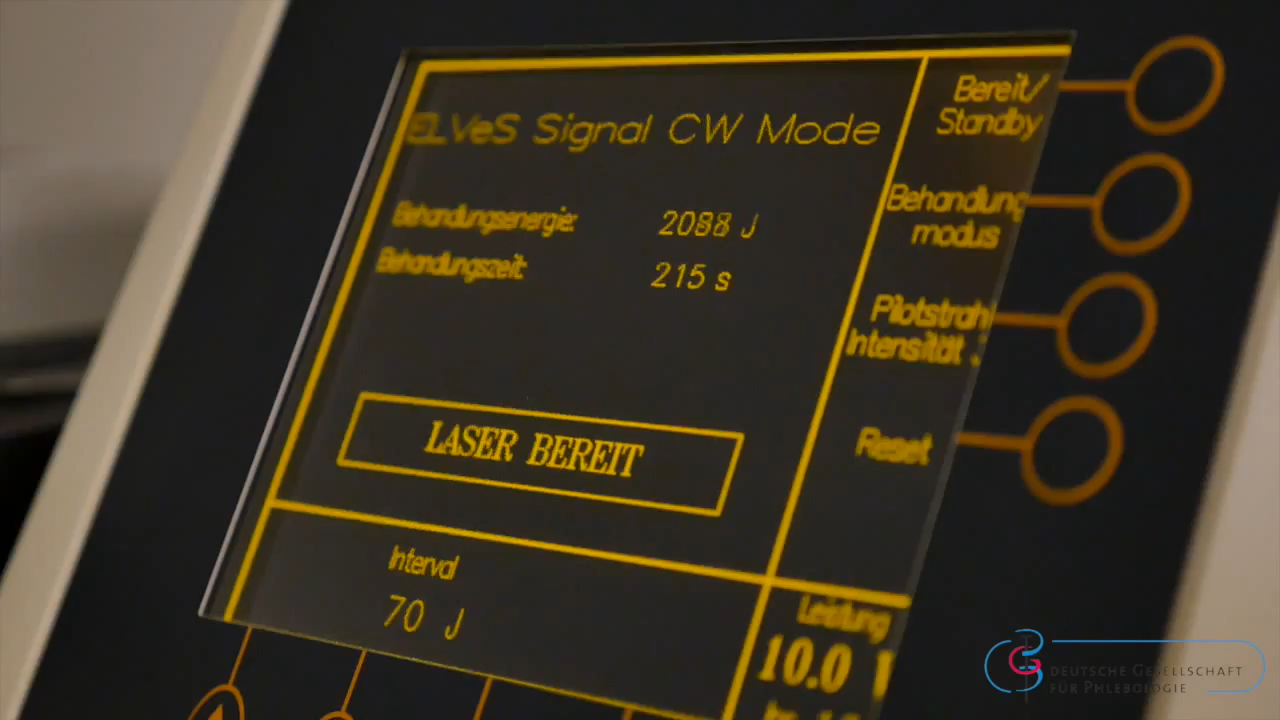 ELVeS Signal CW Mode
Behandlungsenergie: 2088 J
Behandlungszeit: 215 s
LASER BEREIT
Interval
70 J
Leistung
10.0
Bereit/
Standby
Behandlung
modus
Pilotstrahl
Intensität
Reset
DEUTSCHE GESELLSCHAFT
FÜR PHLEBOLOGIE